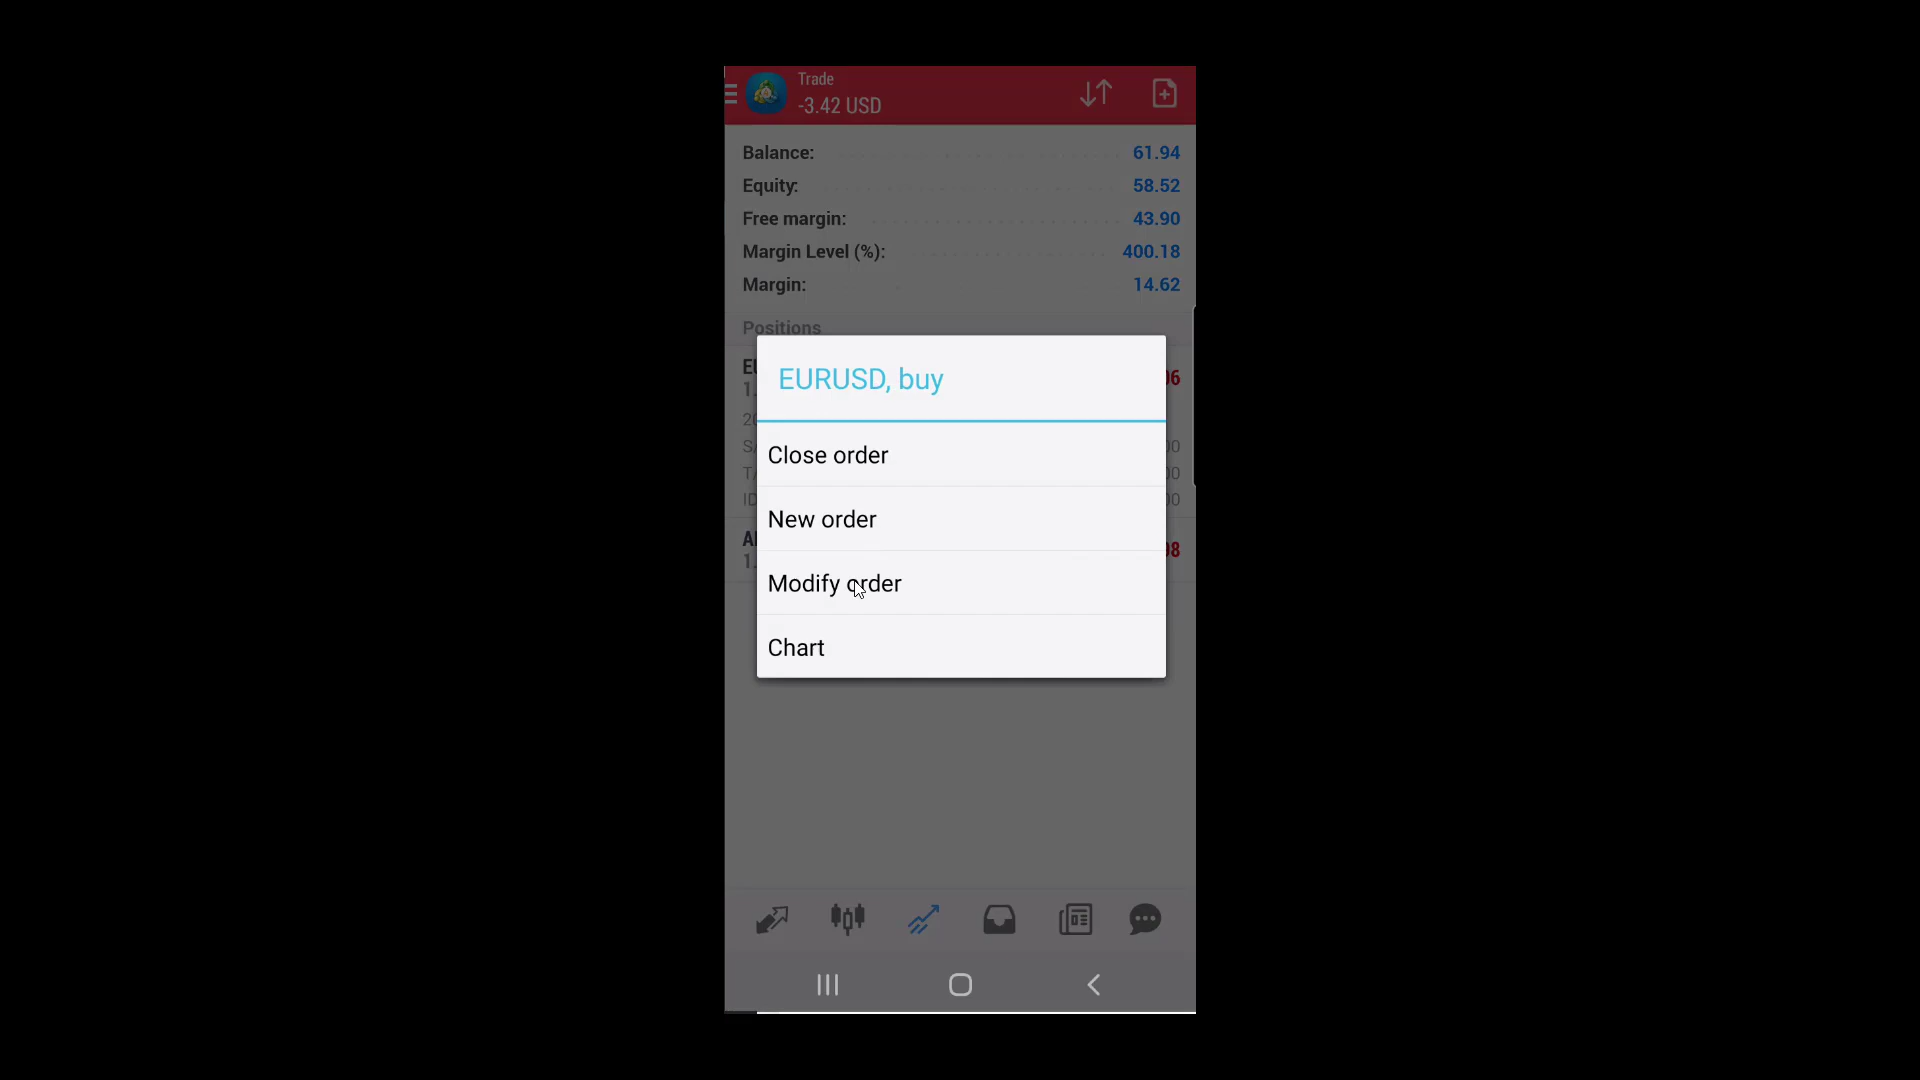 Trade
-3.42 USD
Balance: 61.94
Equity: 58.52
Free margin: 43.90
Margin Level (%): 400.18
Margin: 14.62
Positions
EURUSD, buy
Close order
New order
Modify order
Chart